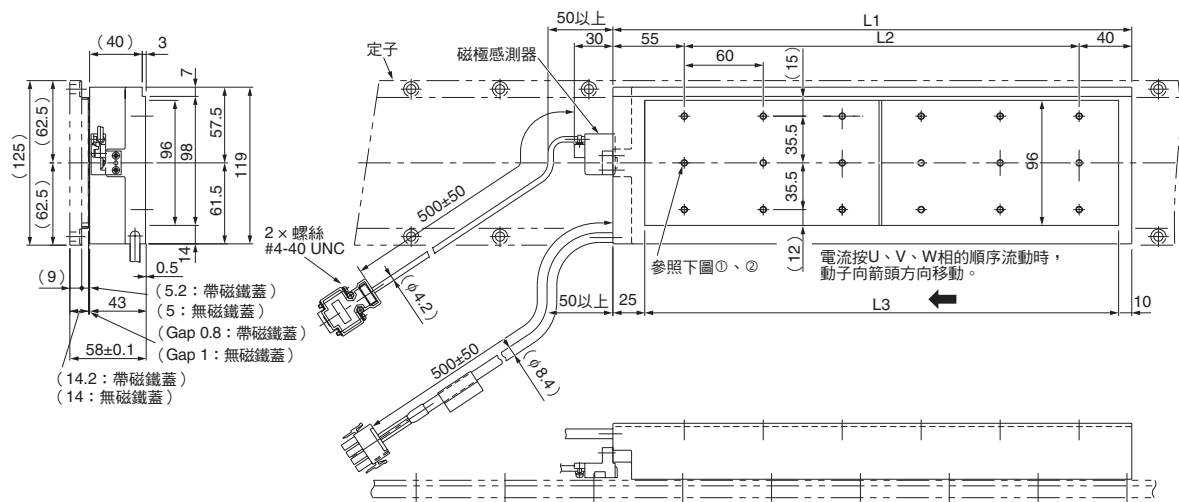 (40)
3
7
(125)
(62.5)
(62.5)
96
98
57.5
61.5
119
14
0.5
(9)
43
58±0.1
(5.2：帶磁鐵蓋)
(5：無磁鐵蓋)
(Gap 0.8：帶磁鐵蓋)
(Gap 1：無磁鐵蓋)
(14.2：帶磁鐵蓋)
(14：無磁鐵蓋)
50以上
L1
30
55
L2
40
定子
磁極感測器
60
(15)
35.5
35.5
96
(12)
500±50
2 × 螺絲
#4-40 UNC
(φ4.2)
參照下圖①、②
電流按U、V、W相的順序流動時，
動子向箭頭方向移動。
50以上
25
L3
10
500±50
(φ8.4)